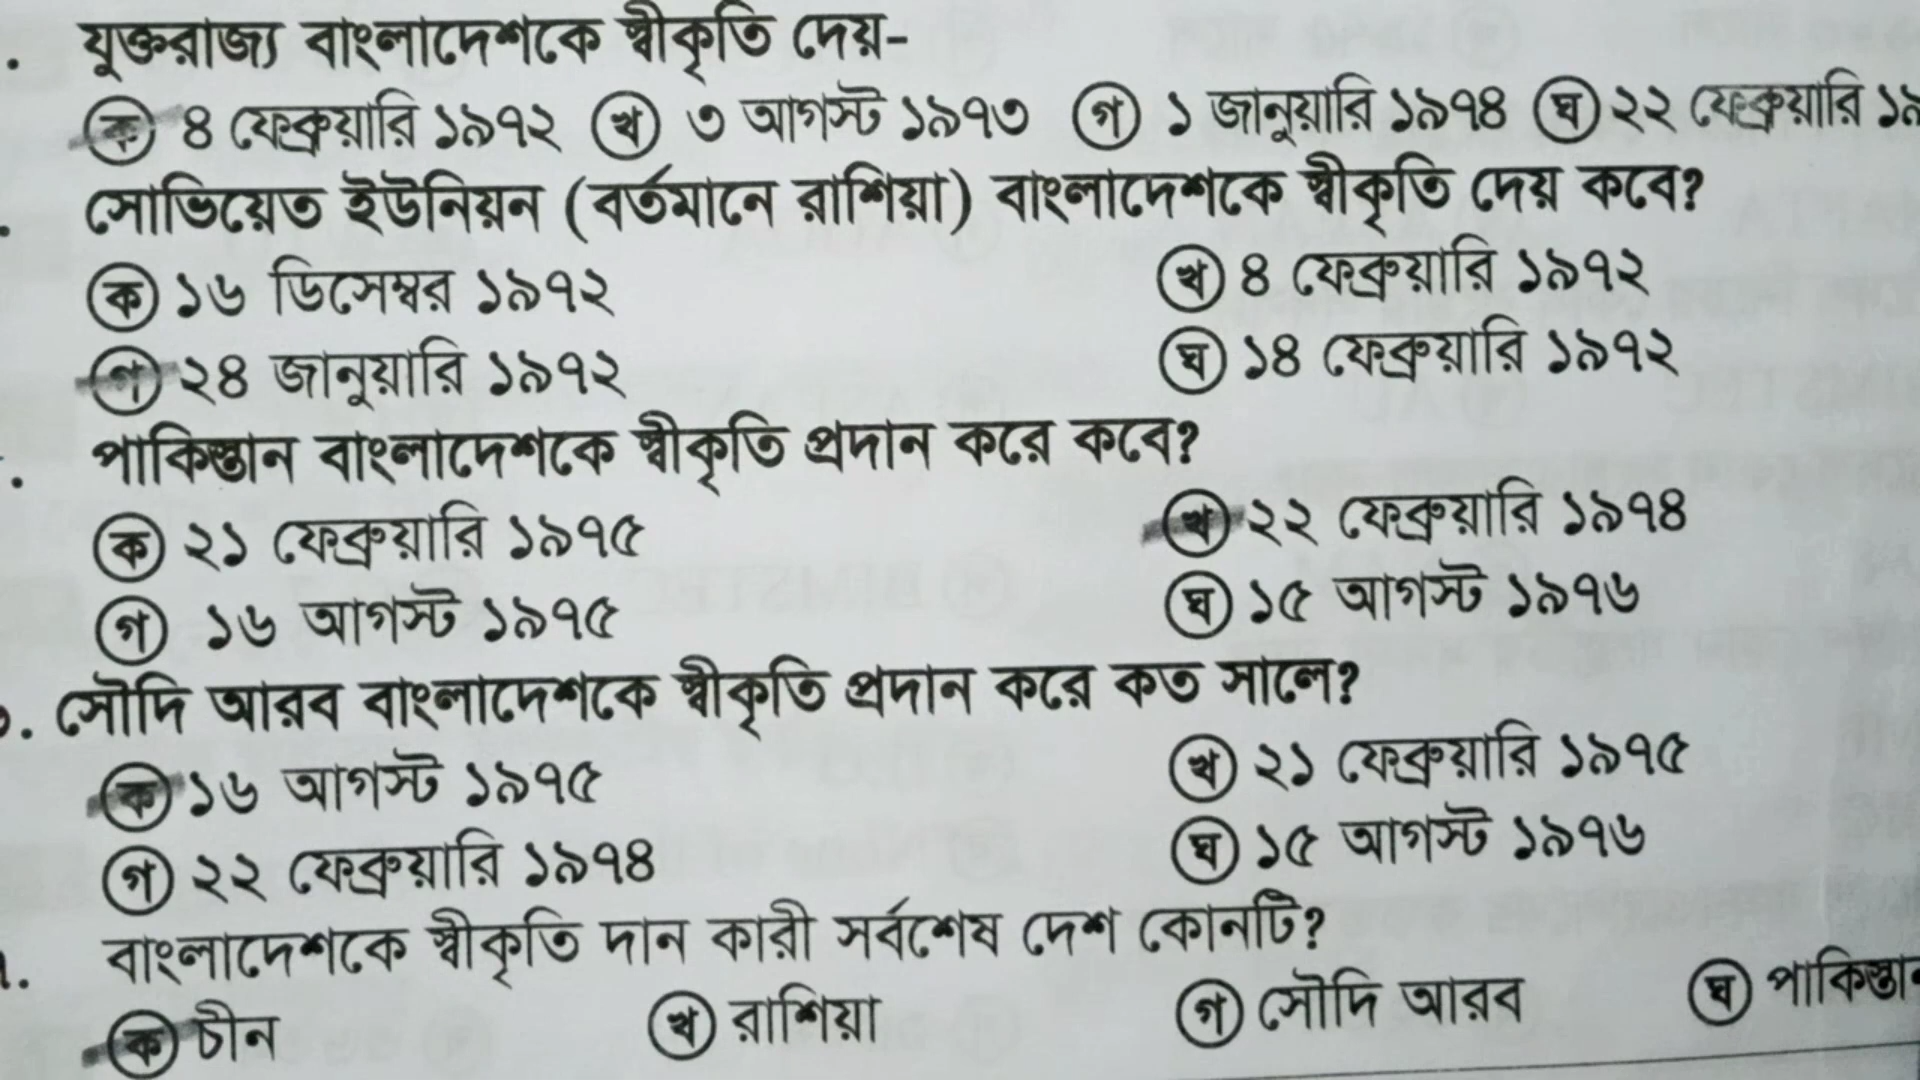 . যুক্তরাজ্য বাংলাদেশকে স্বীকৃতি দেয়-
ক ৪ ফেব্রুয়ারি ১৯৭২ খ ৩ আগস্ট ১৯৭৩ গ ১ জানুয়ারি ১৯৭৪ ঘ ২২ ফেব্রুয়ারি ১৯
. সোভিয়েত ইউনিয়ন (বর্তমানে রাশিয়া) বাংলাদেশকে স্বীকৃতি দেয় কবে?
ক ১৬ ডিসেম্বর ১৯৭২ খ ৪ ফেব্রুয়ারি ১৯৭২
গ ২৪ জানুয়ারি ১৯৭২ ঘ ১৪ ফেব্রুয়ারি ১৯৭২
. পাকিস্তান বাংলাদেশকে স্বীকৃতি প্রদান করে কবে?
ক ২১ ফেব্রুয়ারি ১৯৭৫ খ ২২ ফেব্রুয়ারি ১৯৭৪
গ ১৬ আগস্ট ১৯৭৫ ঘ ১৫ আগস্ট ১৯৭৬
. সৌদি আরব বাংলাদেশকে স্বীকৃতি প্রদান করে কত সালে?
ক ১৬ আগস্ট ১৯৭৫ খ ২১ ফেব্রুয়ারি ১৯৭৫
গ ২২ ফেব্রুয়ারি ১৯৭৪ ঘ ১৫ আগস্ট ১৯৭৬
. বাংলাদেশকে স্বীকৃতি দান কারী সর্বশেষ দেশ কোনটি?
ক চীন খ রাশিয়া গ সৌদি আরব ঘ পাকিস্তান